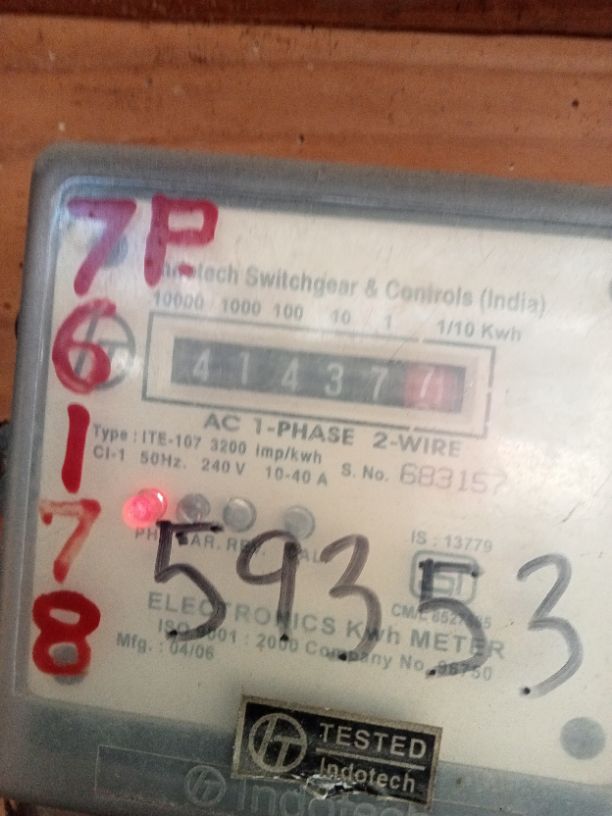 7P.
6
1
7
8
Indotech Switchgear & Controls (India)
10000 1000 100 10 1 1/10 Kwh
4 1 4 3 7 7
AC 1-PHASE 2-WIRE
Type : ITE-107 3200 imp/kwh
CI-1 50Hz. 240 V 10-40 A S. No. 683157
IS : 13779
59353
ELECTRONICS KWh METER
ISO 9001 : 2000 Company No. 96750
Mfg. : 04/06
TESTED
Indotech
Indotech